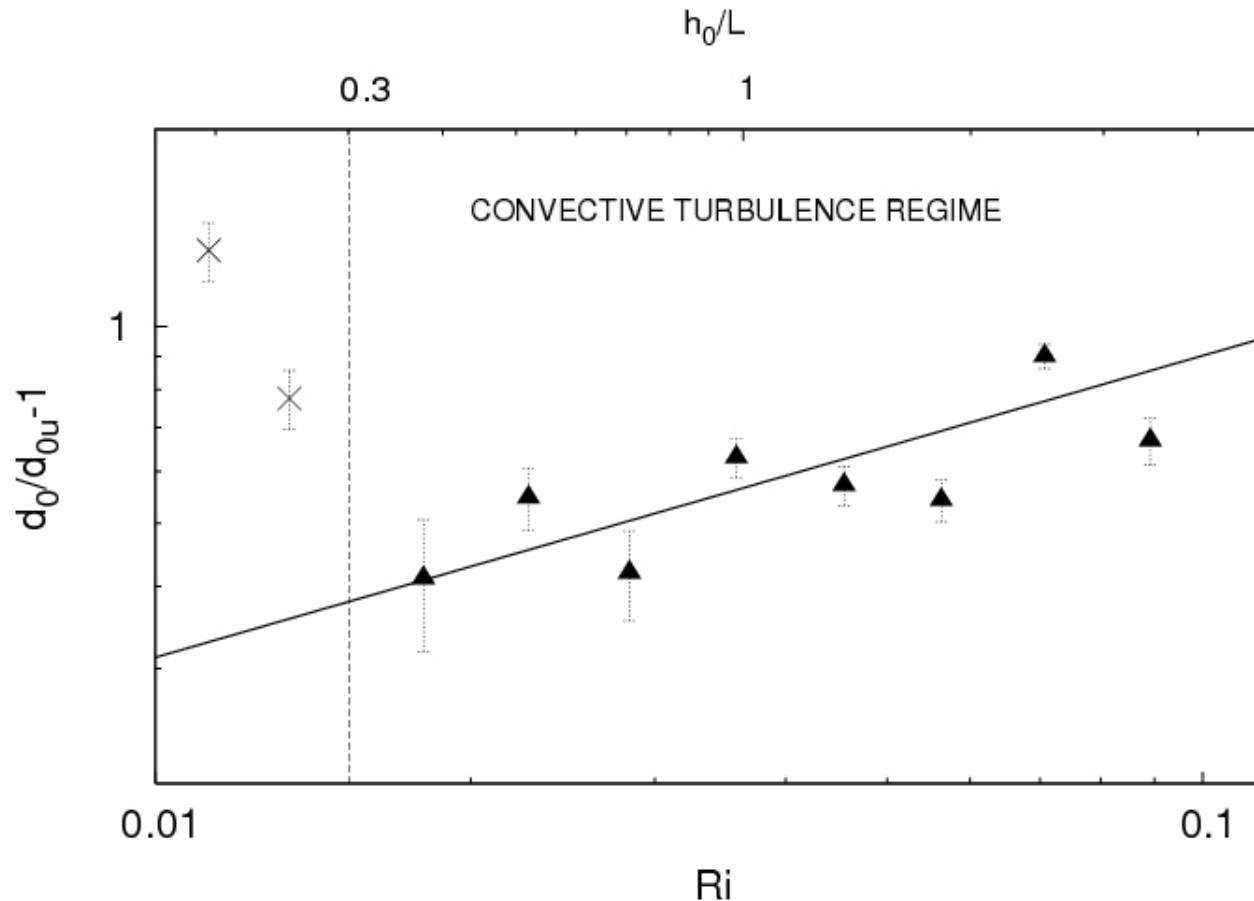 h₀/L
0.3 1
CONVECTIVE TURBULENCE REGIME
1
d₀/d₀ᵤ-1
0.01 0.1
Ri